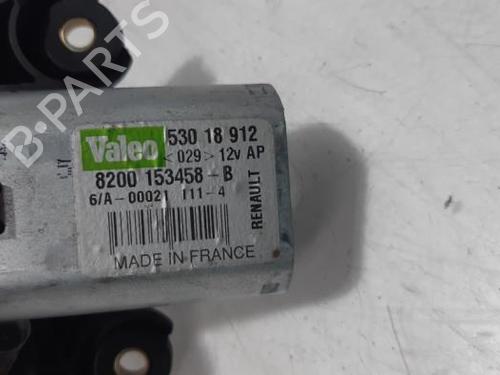 B-PARTS
Valeo
530 18 912
<029> 12v AP
8200 153458-B
6/A-00021 111-4
RENAULT
MADE IN FRANCE